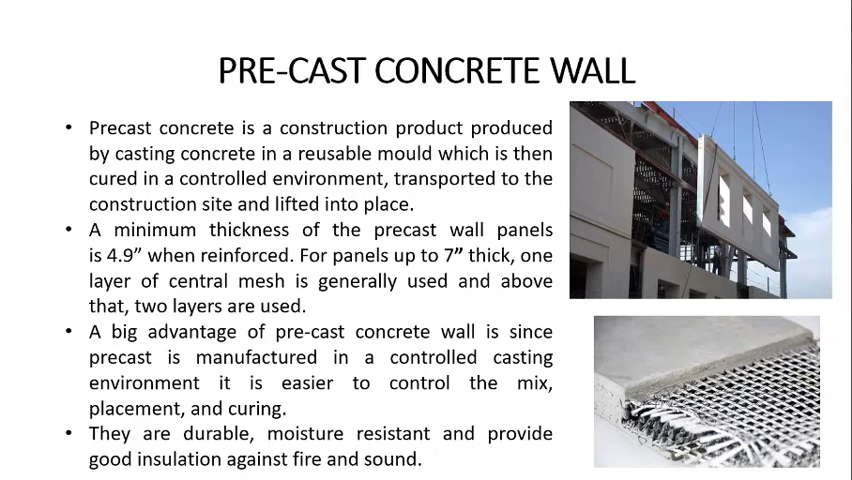 PRE-CAST CONCRETE WALL
• Precast concrete is a construction product produced
by casting concrete in a reusable mould which is then
cured in a controlled environment, transported to the
construction site and lifted into place.
• A minimum thickness of the precast wall panels
is 4.9” when reinforced. For panels up to 7” thick, one
layer of central mesh is generally used and above
that, two layers are used.
• A big advantage of pre-cast concrete wall is since
precast is manufactured in a controlled casting
environment it is easier to control the mix,
placement, and curing.
• They are durable, moisture resistant and provide
good insulation against fire and sound.